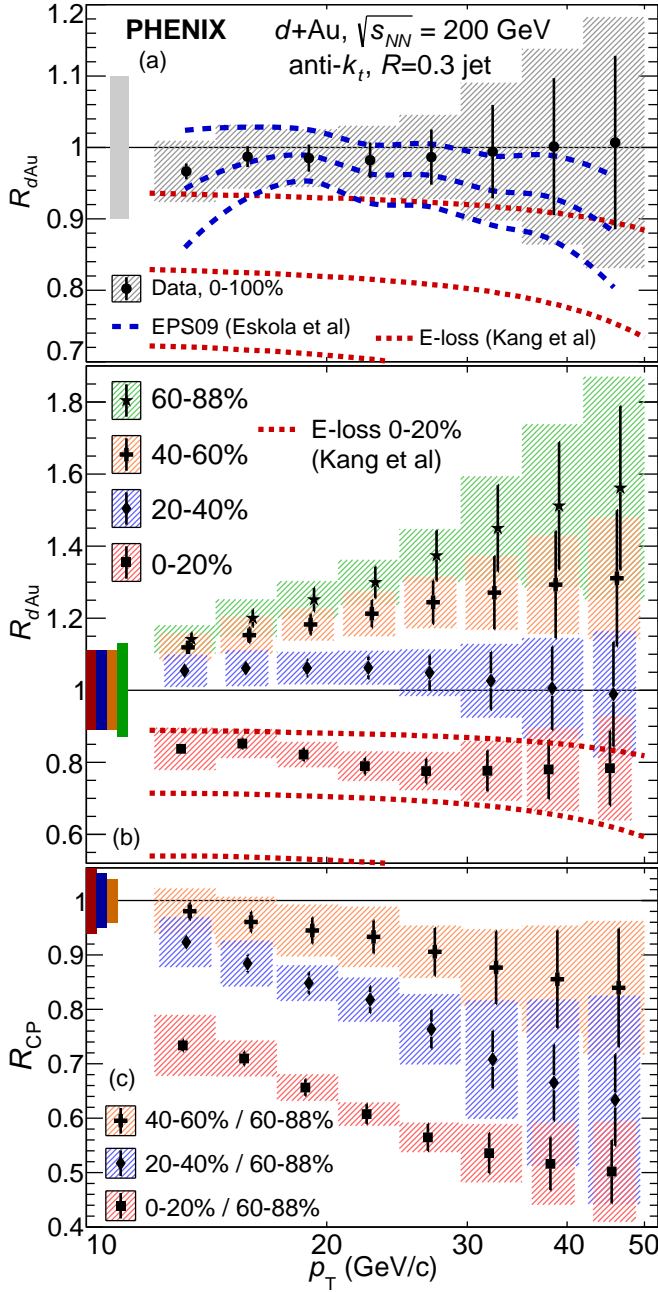 PHENIX
d+Au, √sNN = 200 GeV
anti-kt, R=0.3 jet
(a)
1.2
1.1
1
0.9
0.8
0.7
RdAu
Data, 0-100%
EPS09 (Eskola et al)
E-loss (Kang et al)
60-88%
40-60%
20-40%
0-20%
E-loss 0-20%
(Kang et al)
1.8
1.6
1.4
1.2
1
0.8
0.6
RdAu
(b)
1
0.9
0.8
0.7
0.6
0.5
0.4
RCP
(c)
40-60% / 60-88%
20-40% / 60-88%
0-20% / 60-88%
10 20 30 40 50
pT (GeV/c)